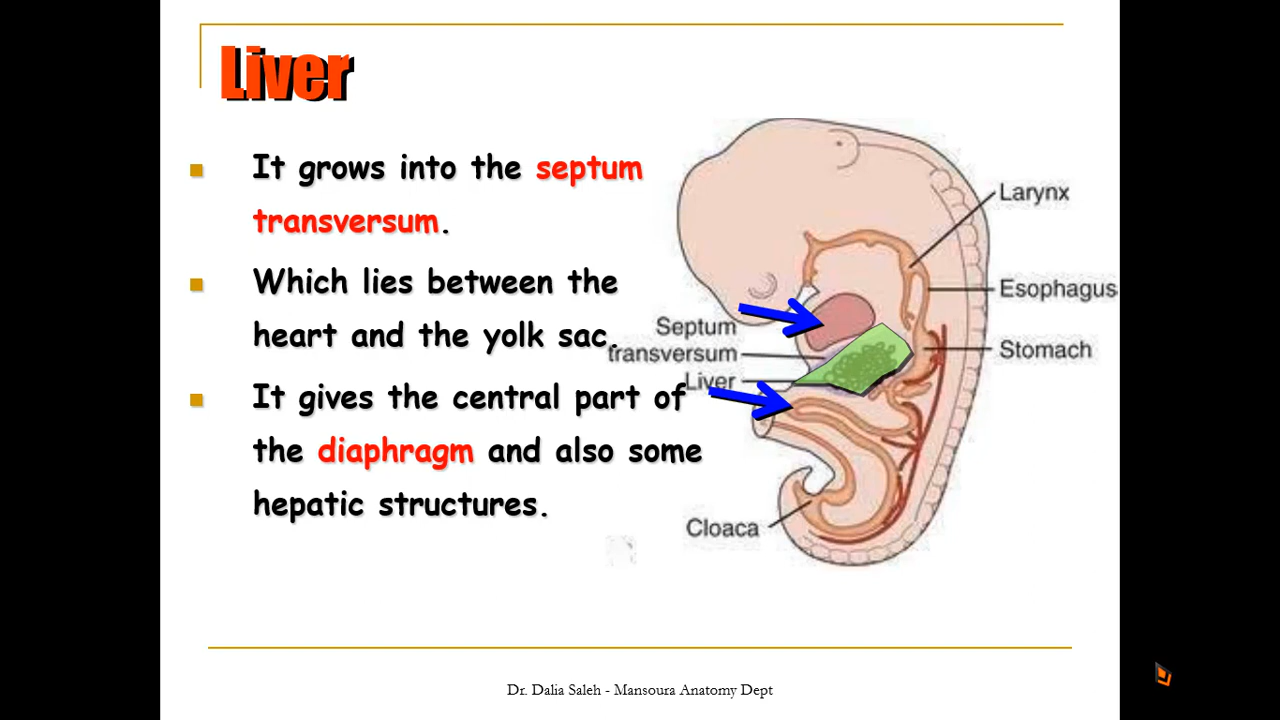 Liver
It grows into the septum
transversum.
Which lies between the
heart and the yolk sac.
It gives the central part of
the diaphragm and also some
hepatic structures.
Larynx
Esophagus
Septum
transversum
Stomach
Liver
Cloaca
Dr. Dalia Saleh - Mansoura Anatomy Dept